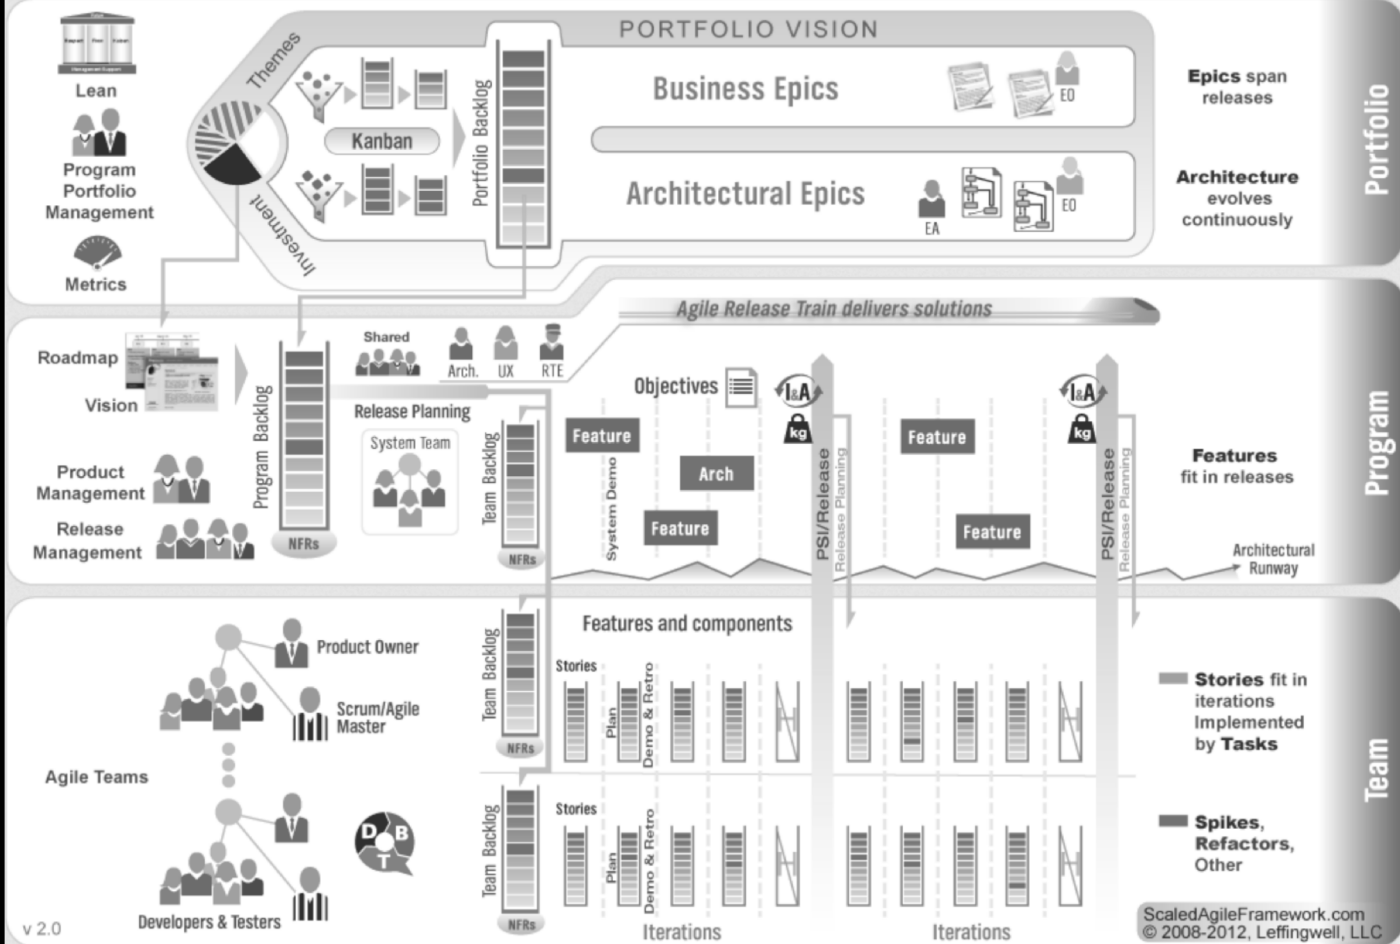 PORTFOLIO VISION
Themes
Investment
Management Support
Lean
Program
Portfolio
Management
Metrics
Kanban
Portfolio Backlog
Business Epics
EO
Architectural Epics
EA
EO
Epics span
releases
Architecture
evolves
continuously
Portfolio
Agile Release Train delivers solutions
Roadmap
Vision
Product
Management
Release
Management
Program Backlog
NFRs
Shared
Arch.
UX
RTE
Release Planning
System Team
Team Backlog
NFRs
Objectives
Feature
System Demo
Arch
Feature
I&A
kg
PSI/Release
Release Planning
Feature
Feature
I&A
kg
PSI/Release
Release Planning
Features
fit in releases
Architectural
Runway
Program
Product Owner
Scrum/Agile
Master
Agile Teams
Developers & Testers
D B
T
Team Backlog
NFRs
Features and components
Stories
Plan
Demo & Retro
H
H
Team Backlog
NFRs
Stories
Plan
Demo & Retro
H
H
Iterations
Iterations
Stories fit in
iterations
Implemented
by Tasks
Spikes,
Refactors,
Other
Team
v 2.0
ScaledAgileFramework.com
© 2008-2012, Leffingwell, LLC